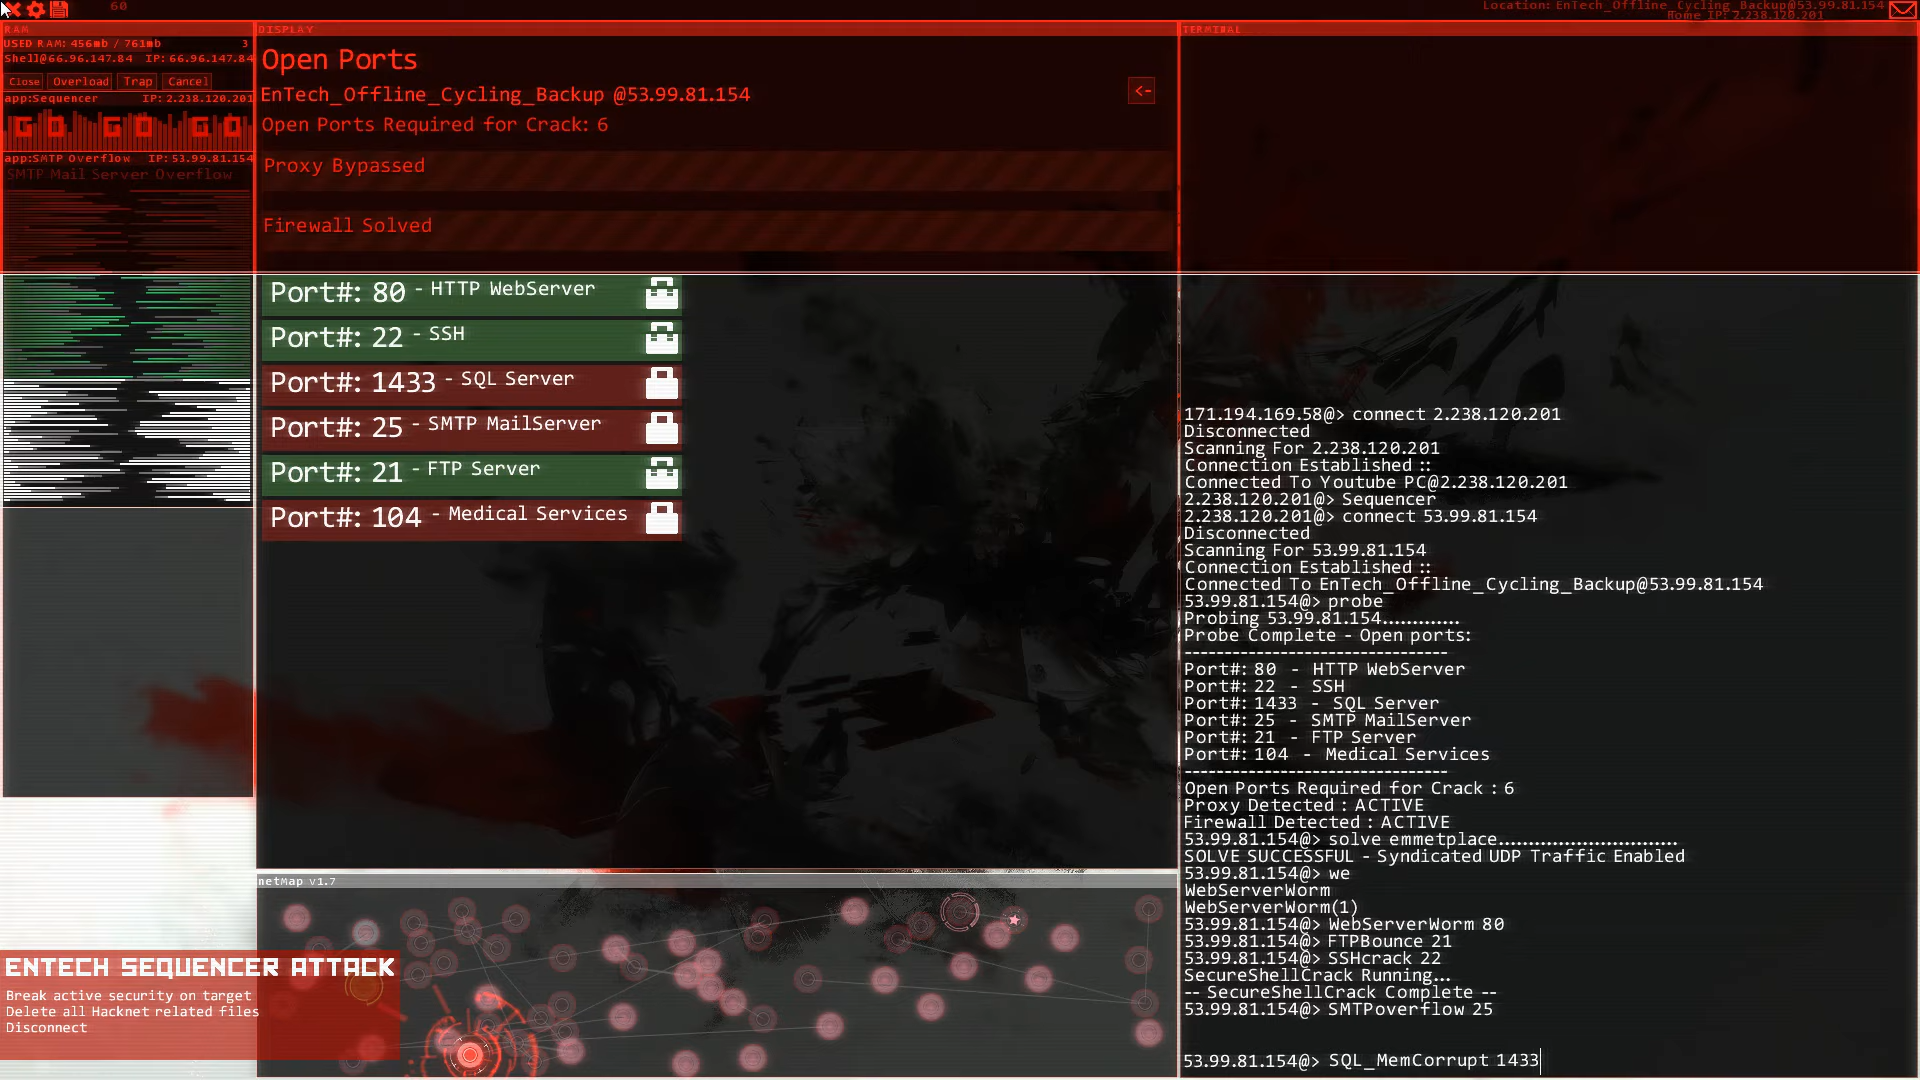 60
Location: EnTech_Offline_Cycling_Backup@53.99.81.154
Home IP: 2.238.120.201
RAM
USED RAM: 456mb / 761mb 3
Shell@66.96.147.84 IP: 66.96.147.84
Close Overload Trap Cancel
app:Sequencer IP: 2.238.120.201
GO GO GO
app:SMTP Overflow IP: 53.99.81.154
SMTP Mail Server Overflow
DISPLAY
Open Ports
EnTech_Offline_Cycling_Backup @53.99.81.154
<-
Open Ports Required for Crack: 6
Proxy Bypassed
Firewall Solved
Port#: 80 - HTTP WebServer
Port#: 22 - SSH
Port#: 1433 - SQL Server
Port#: 25 - SMTP MailServer
Port#: 21 - FTP Server
Port#: 104 - Medical Services
netMap v1.7
ENTECH SEQUENCER ATTACK
Break active security on target
Delete all Hacknet related files
Disconnect
TERMINAL
171.194.169.58@> connect 2.238.120.201
Disconnected
Scanning For 2.238.120.201
Connection Established ::
Connected To Youtube PC@2.238.120.201
2.238.120.201@> Sequencer
2.238.120.201@> connect 53.99.81.154
Disconnected
Scanning For 53.99.81.154
Connection Established ::
Connected To EnTech_Offline_Cycling_Backup@53.99.81.154
53.99.81.154@> probe
Probing 53.99.81.154.............
Probe Complete - Open ports:
---------------------------------
Port#: 80 - HTTP WebServer
Port#: 22 - SSH
Port#: 1433 - SQL Server
Port#: 25 - SMTP MailServer
Port#: 21 - FTP Server
Port#: 104 - Medical Services
---------------------------------
Open Ports Required for Crack : 6
Proxy Detected : ACTIVE
Firewall Detected : ACTIVE
53.99.81.154@> solve emmetplace..............................
SOLVE SUCCESSFUL - Syndicated UDP Traffic Enabled
53.99.81.154@> we
WebServerWorm
WebServerWorm(1)
53.99.81.154@> WebServerWorm 80
53.99.81.154@> FTPBounce 21
53.99.81.154@> SSHcrack 22
SecureShellCrack Running...
-- SecureShellCrack Complete --
53.99.81.154@> SMTPoverflow 25
53.99.81.154@> SQL_MemCorrupt 1433